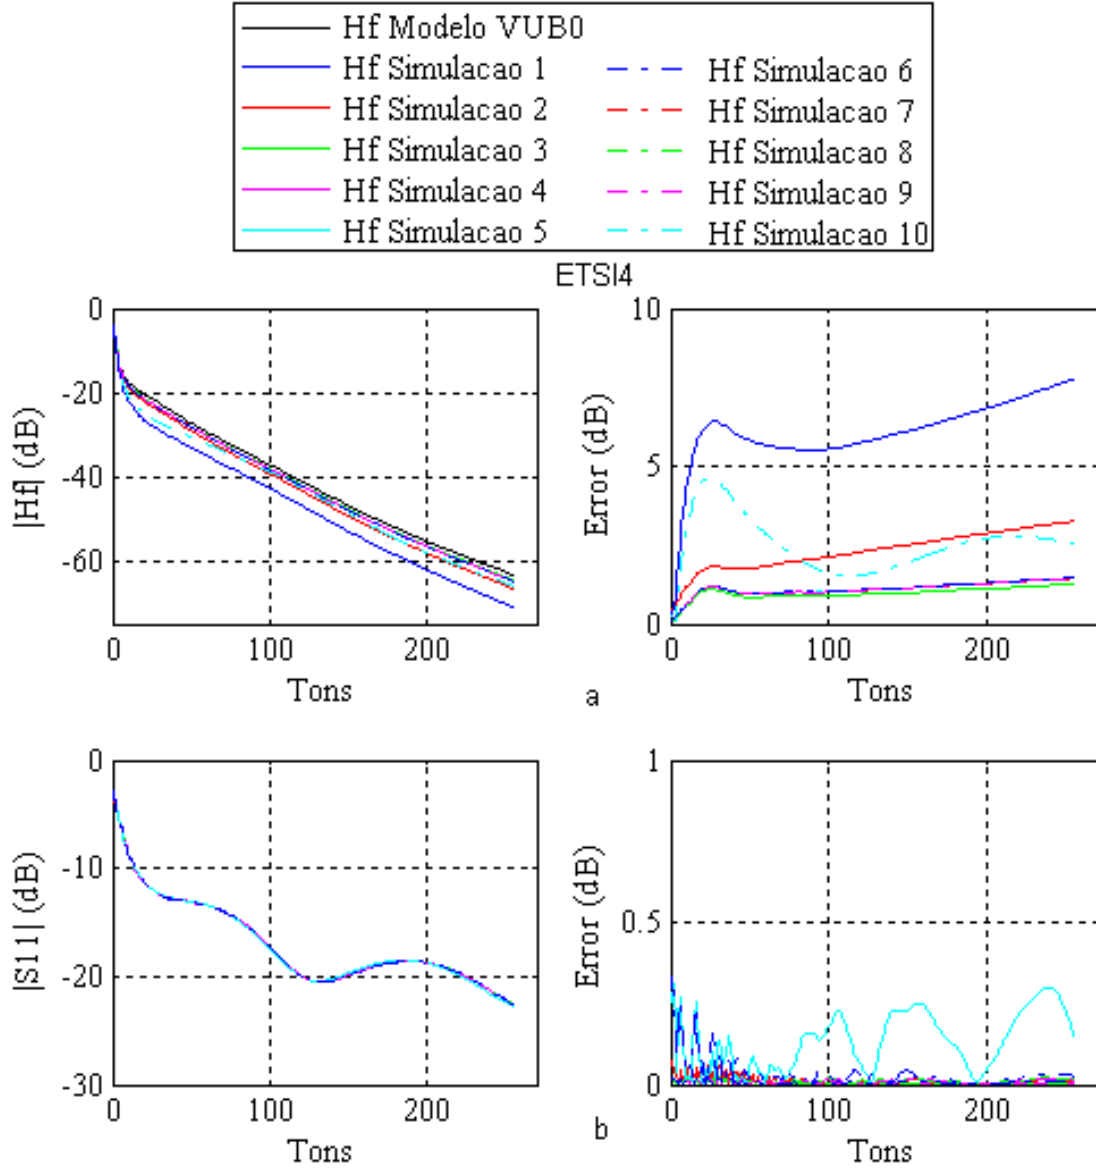 Hf Modelo VUB0
Hf Simulacao 1
Hf Simulacao 6
Hf Simulacao 2
Hf Simulacao 7
Hf Simulacao 3
Hf Simulacao 8
Hf Simulacao 4
Hf Simulacao 9
Hf Simulacao 5
Hf Simulacao 10
ETSI4
|Hf| (dB)
0
-20
-40
-60
0 100 200
Tons
Error (dB)
10
5
0
0 100 200
Tons
a
|S11| (dB)
0
-10
-20
-30
0 100 200
Tons
Error (dB)
1
0.5
0
0 100 200
Tons
b